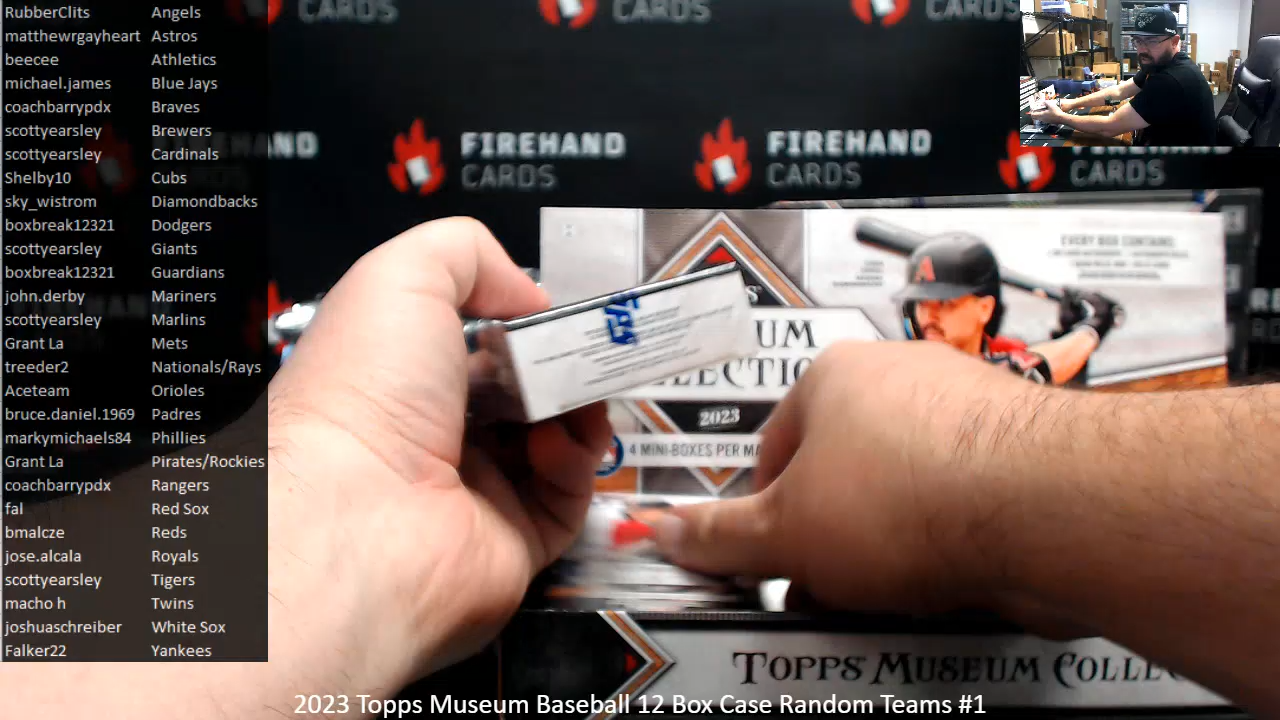 RubberClits Angels
matthewrgayheart Astros
beecee Athletics
michael.james Blue Jays
coachbarrypdx Braves
scottyearsley Brewers
scottyearsley Cardinals
Shelby10 Cubs
sky_wistrom Diamondbacks
boxbreak12321 Dodgers
scottyearsley Giants
boxbreak12321 Guardians
john.derby Mariners
scottyearsley Marlins
Grant La Mets
treeder2 Nationals/Rays
Aceteam Orioles
bruce.daniel.1969 Padres
markymichaels84 Phillies
Grant La Pirates/Rockies
coachbarrypdx Rangers
fal Red Sox
bmalcze Reds
jose.alcala Royals
scottyearsley Tigers
macho h Twins
joshuaschreiber White Sox
Falker22 Yankees
CARDS CARDS CARDS
FIREHAND CARDS
FIREHAND CARDS
CARDS
EVERY BOX CONTAINS
A
2023
4 MINI-BOXES PER
TOPPS MUSEUM
2023 Topps Museum Baseball 12 Box Case Random Teams #1